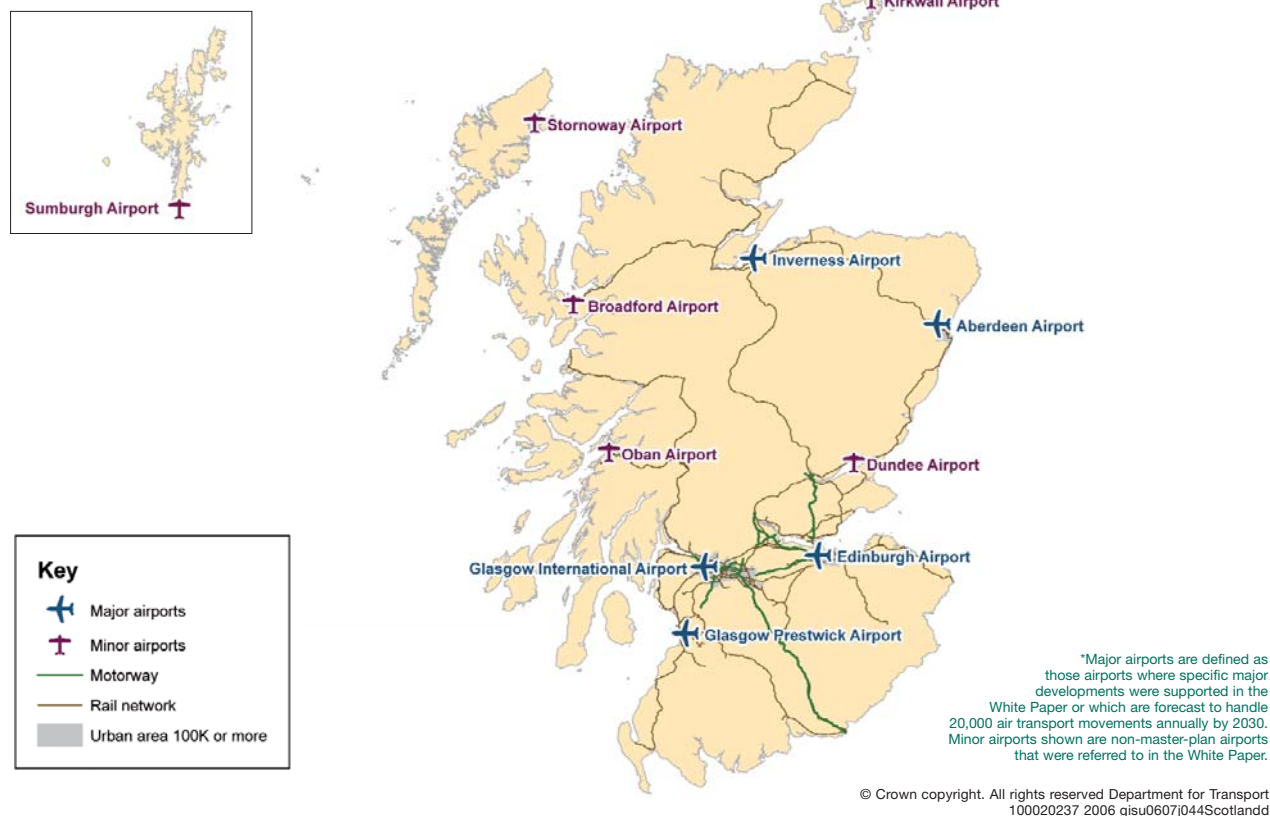 Kirkwall Airport
Stornoway Airport
Sumburgh Airport
Inverness Airport
Broadford Airport
Aberdeen Airport
Oban Airport
Dundee Airport
Edinburgh Airport
Glasgow International Airport
Glasgow Prestwick Airport
Key
Major airports
Minor airports
Motorway
Rail network
Urban area 100K or more
*Major airports are defined as
those airports where specific major
developments were supported in the
White Paper or which are forecast to handle
20,000 air transport movements annually by 2030.
Minor airports shown are non-master-plan airports
that were referred to in the White Paper.
© Crown copyright. All rights reserved Department for Transport
100020237 2006 gisu0607j044Scotlandd